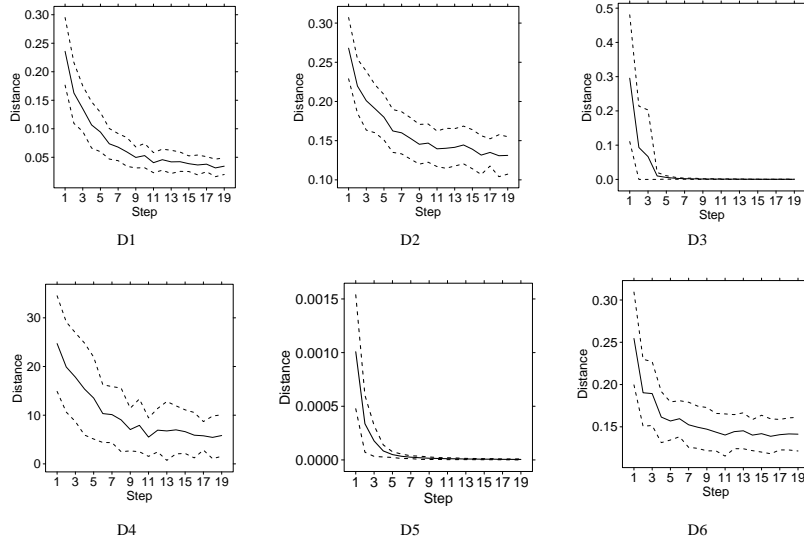 0.30
0.25
0.20
0.15
0.10
0.05
Distance
1 3 5 7 9 11 13 15 17 19
Step
D1
0.30
0.25
0.20
0.15
0.10
Distance
1 3 5 7 9 11 13 15 17 19
Step
D2
0.5
0.4
0.3
0.2
0.1
0.0
Distance
1 3 5 7 9 11 13 15 17 19
Step
D3
30
20
10
0
Distance
1 3 5 7 9 11 13 15 17 19
Step
D4
0.0015
0.0010
0.0005
0.0000
Distance
1 3 5 7 9 11 13 15 17 19
Step
D5
0.30
0.25
0.20
0.15
Distance
1 3 5 7 9 11 13 15 17 19
Step
D6